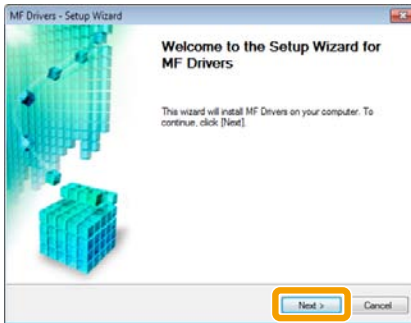 MF Drivers - Setup Wizard
Welcome to the Setup Wizard for
MF Drivers
This wizard will install MF Drivers on your computer. To
continue, click [Next].
Next >
Cancel